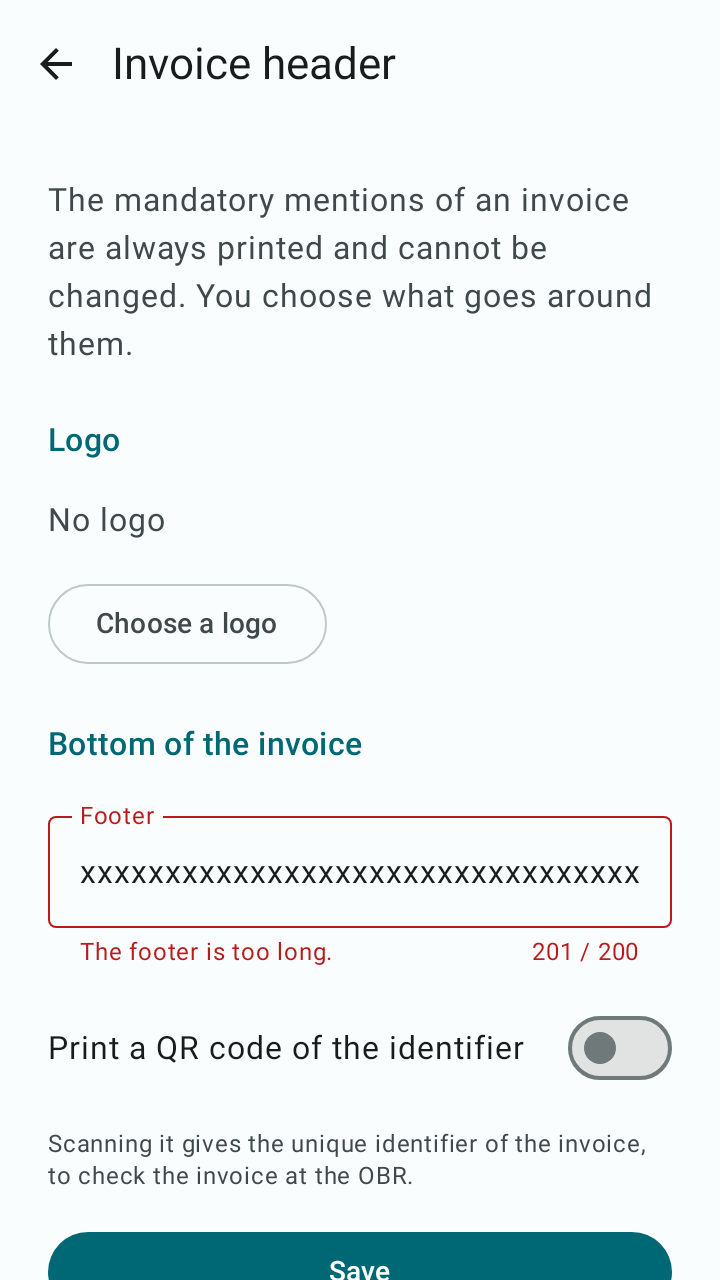 Invoice header
The mandatory mentions of an invoice
are always printed and cannot be
changed. You choose what goes around
them.
Logo
No logo
Choose a logo
Bottom of the invoice
Footer
xxxxxxxxxxxxxxxxxxxxxxxxxxxxxxxxx
The footer is too long.
201 / 200
Print a QR code of the identifier
Scanning it gives the unique identifier of the invoice,
to check the invoice at the OBR.
Save